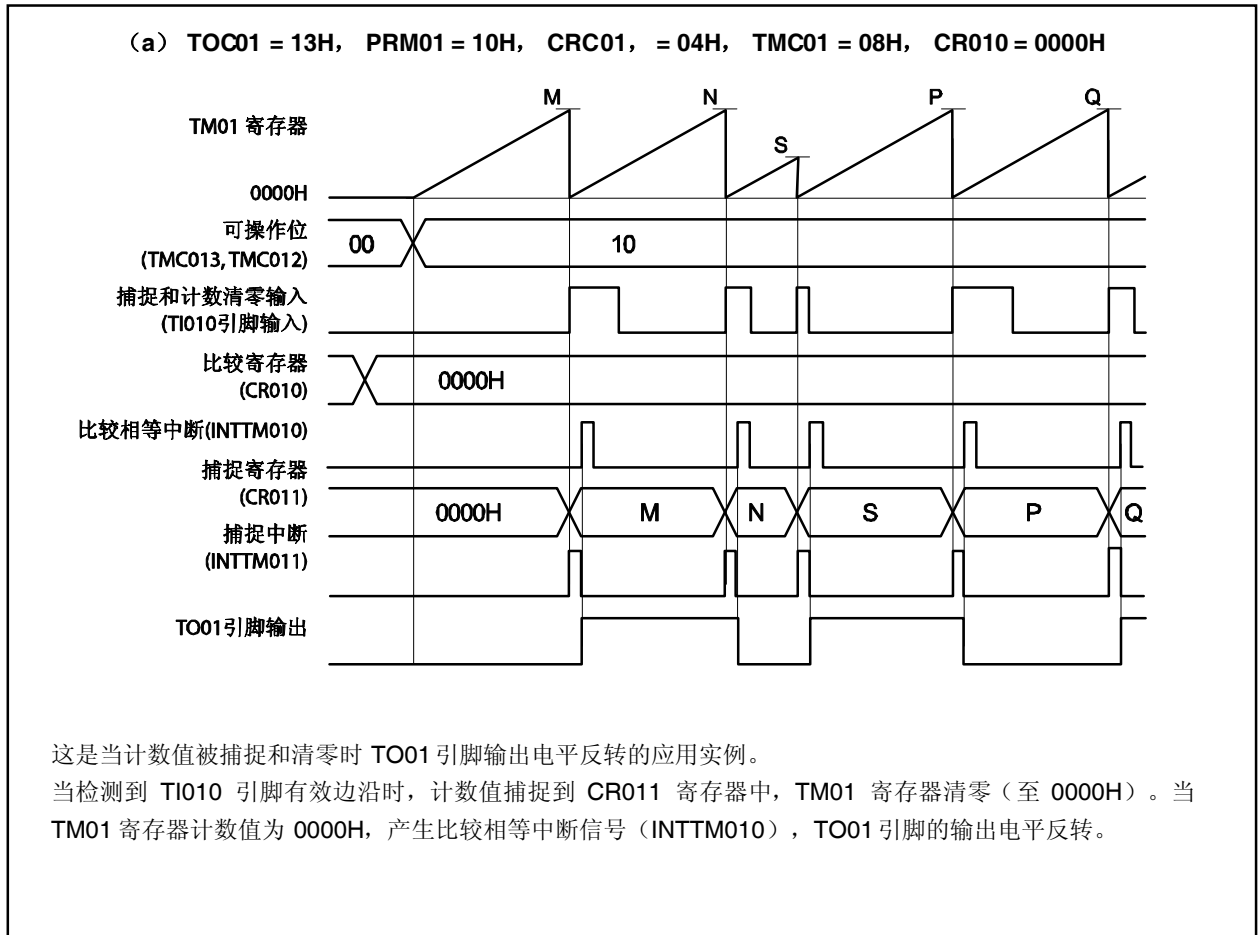 （a） TOC01 = 13H， PRM01 = 10H， CRC01，= 04H， TMC01 = 08H， CR010 = 0000H
M N S P Q
TM01 寄存器
0000H
可操作位
(TMC013, TMC012)
00 10
捕捉和计数清零输入
(TI010引脚输入)
比较寄存器
(CR010)
0000H
比较相等中断(INTTM010)
捕捉寄存器
(CR011)
0000H M N S P Q
捕捉中断
(INTTM011)
TO01引脚输出
这是当计数值被捕捉和清零时 TO01 引脚输出电平反转的应用实例。
当检测到 TI010 引脚有效边沿时，计数值捕捉到 CR011 寄存器中，TM01 寄存器清零（至 0000H）。当
TM01 寄存器计数值为 0000H，产生比较相等中断信号（INTTM010），TO01 引脚的输出电平反转。